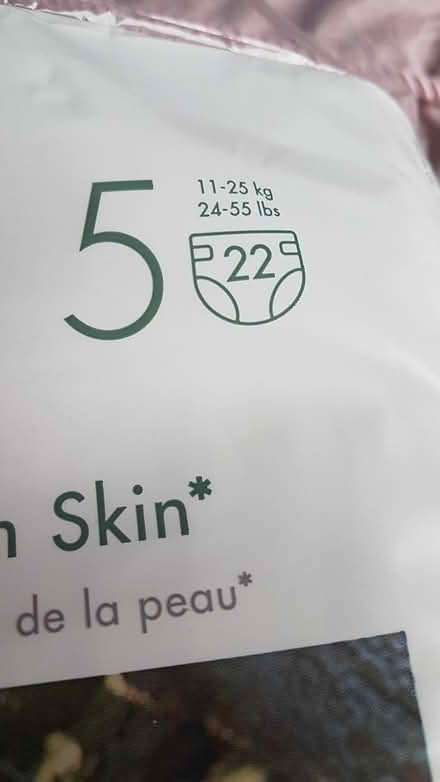 5
11-25 kg
24-55 lbs
22
Skin*
de la peau*